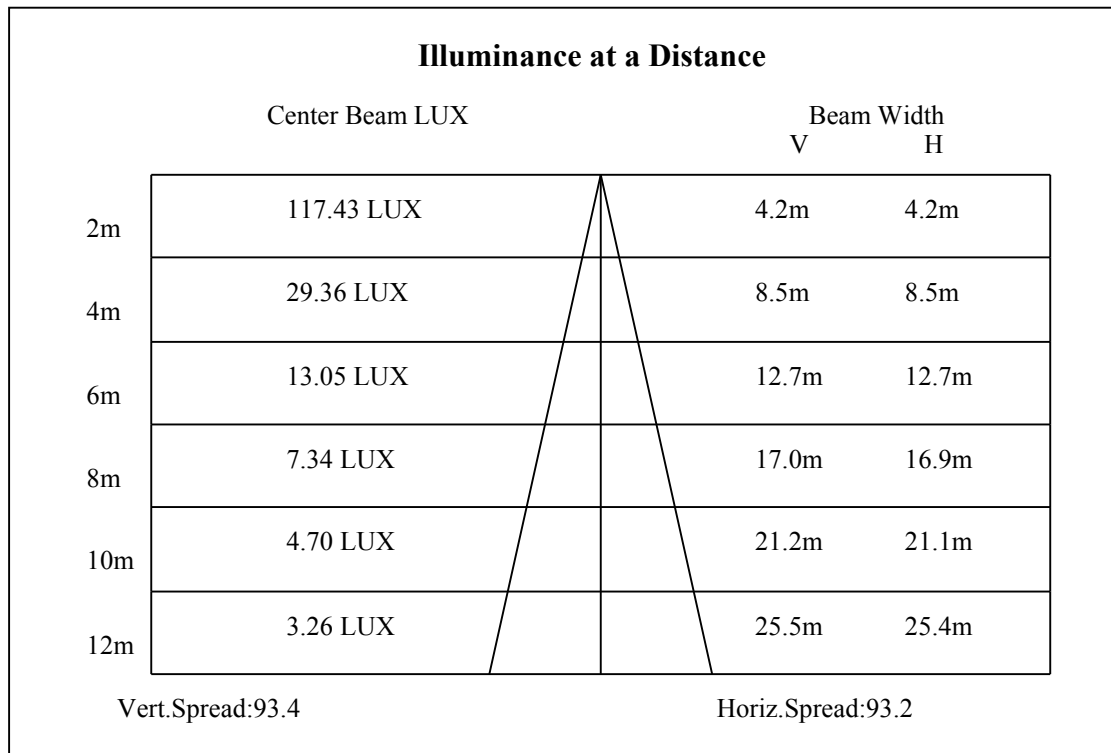 Illuminance at a Distance
Center Beam LUX Beam Width
V H
2m 117.43 LUX 4.2m 4.2m
4m 29.36 LUX 8.5m 8.5m
6m 13.05 LUX 12.7m 12.7m
8m 7.34 LUX 17.0m 16.9m
10m 4.70 LUX 21.2m 21.1m
12m 3.26 LUX 25.5m 25.4m
Vert.Spread:93.4 Horiz.Spread:93.2